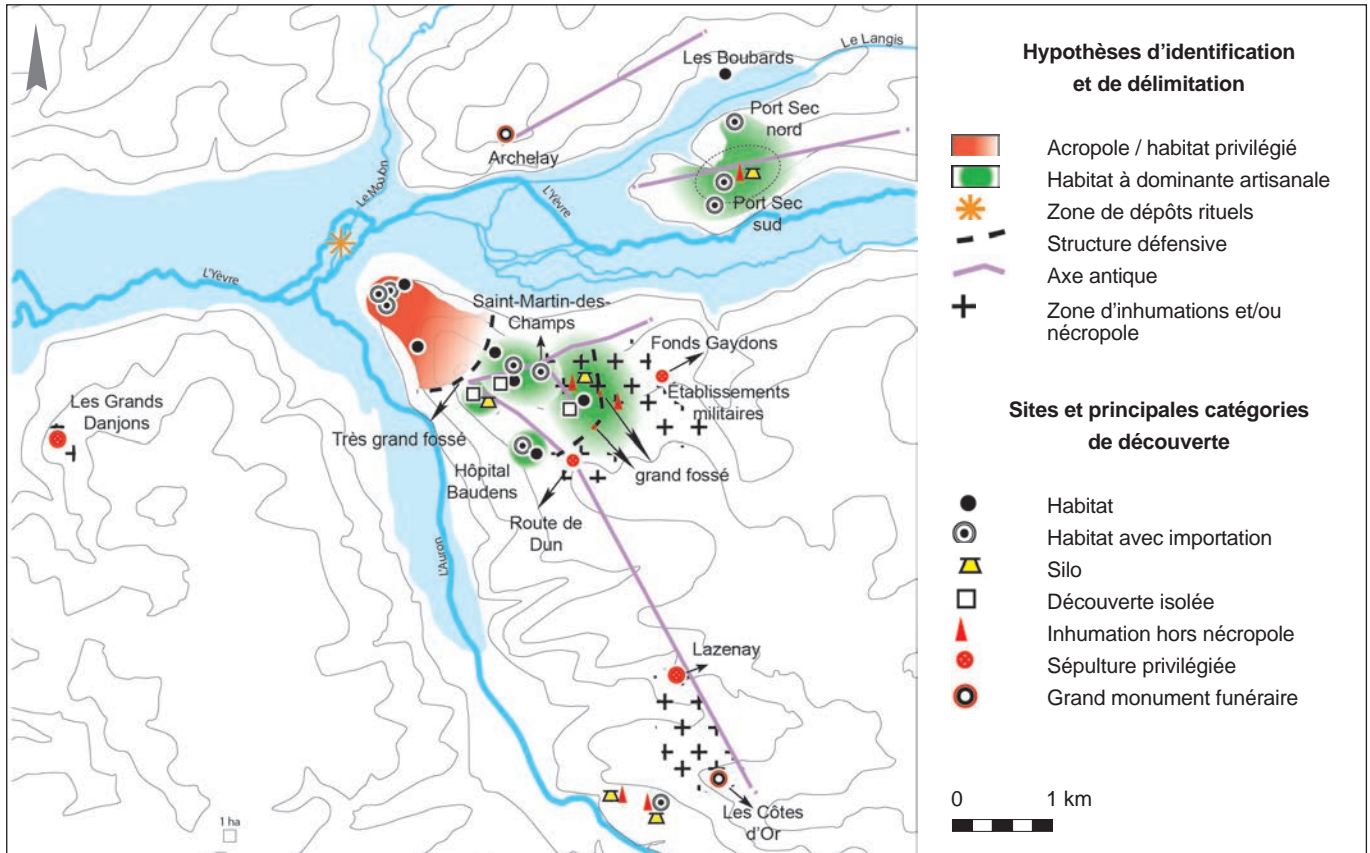 Les Boubards
Le Langis
Port Sec
nord
Archelay
Le Moulon
L'Yèvre
Port Sec
sud
L'Yèvre
Saint-Martin-des-
Champs
Fonds Gaydons
Établissements
militaires
Les Grands
Danjons
Très grand fossé
Hôpital
Baudens
grand fossé
Route de
Dun
L'Auron
Lazenay
Les Côtes
d'Or
1 ha
Hypothèses d'identification
et de délimitation
Acropole / habitat privilégié
Habitat à dominante artisanale
Zone de dépôts rituels
Structure défensive
Axe antique
Zone d'inhumations et/ou
nécropole
Sites et principales catégories
de découverte
Habitat
Habitat avec importation
Silo
Découverte isolée
Inhumation hors nécropole
Sépulture privilégiée
Grand monument funéraire
0 1 km